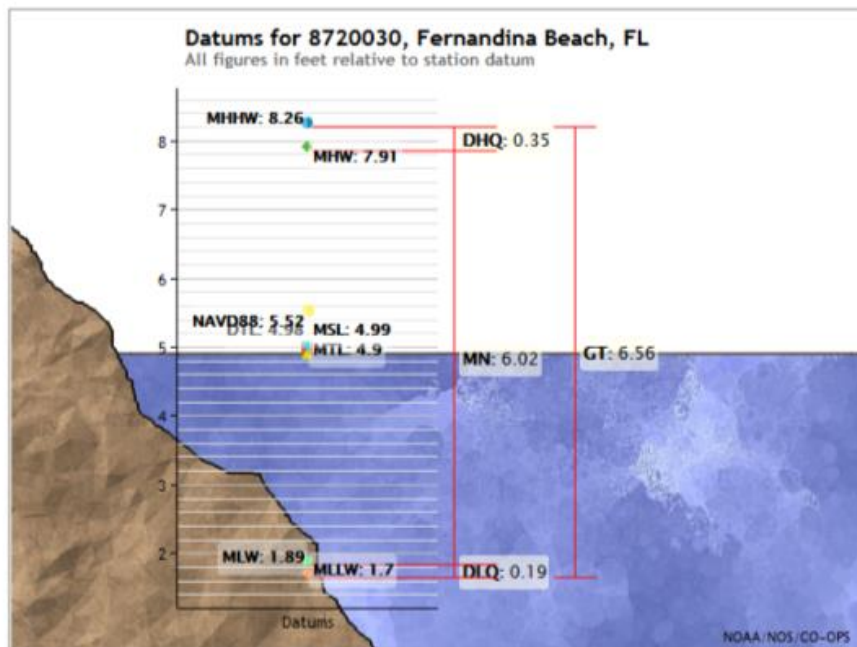 Datums for 8720030, Fernandina Beach, FL
All figures in feet relative to station datum
MHHW: 8.26
8
DHQ: 0.35
MHW: 7.91
7
6
NAVD88: 5.52
DTL: 4.98
MSL: 4.99
5
MTL: 4.9
MN: 6.02
GT: 6.56
4
3
2
MLW: 1.89
MLLW: 1.7
DLQ: 0.19
Datums
NOAA/NOS/CO-OPS